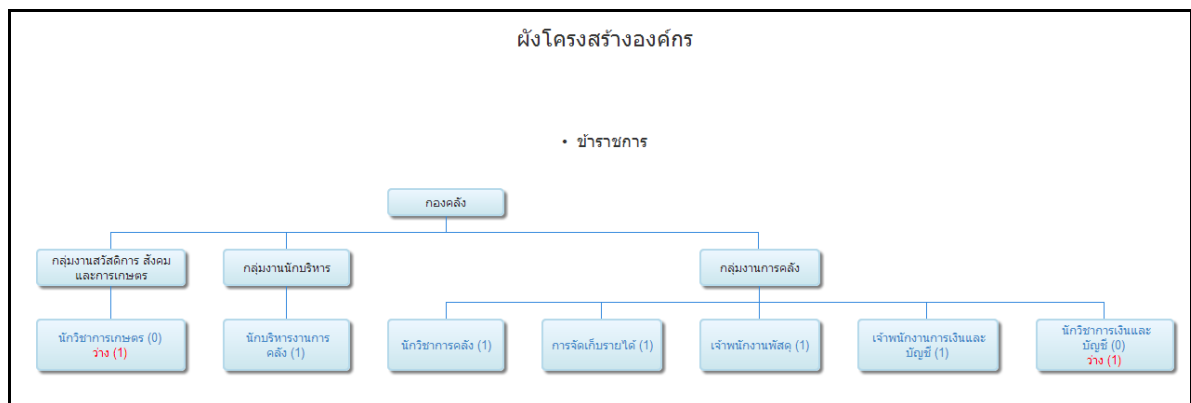 ผังโครงสร้างองค์กร
• ข้าราชการ
กองคลัง
กลุ่มงานสวัสดิการ สังคม
และการเกษตร
กลุ่มงานนักบริหาร
กลุ่มงานการคลัง
นักวิชาการเกษตร (0)
ว่าง (1)
นักบริหารงานการ
คลัง (1)
นักวิชาการคลัง (1)
การจัดเก็บรายได้ (1)
เจ้าพนักงานพัสดุ (1)
เจ้าพนักงานการเงินและ
บัญชี (1)
นักวิชาการเงินและ
บัญชี (0)
ว่าง (1)